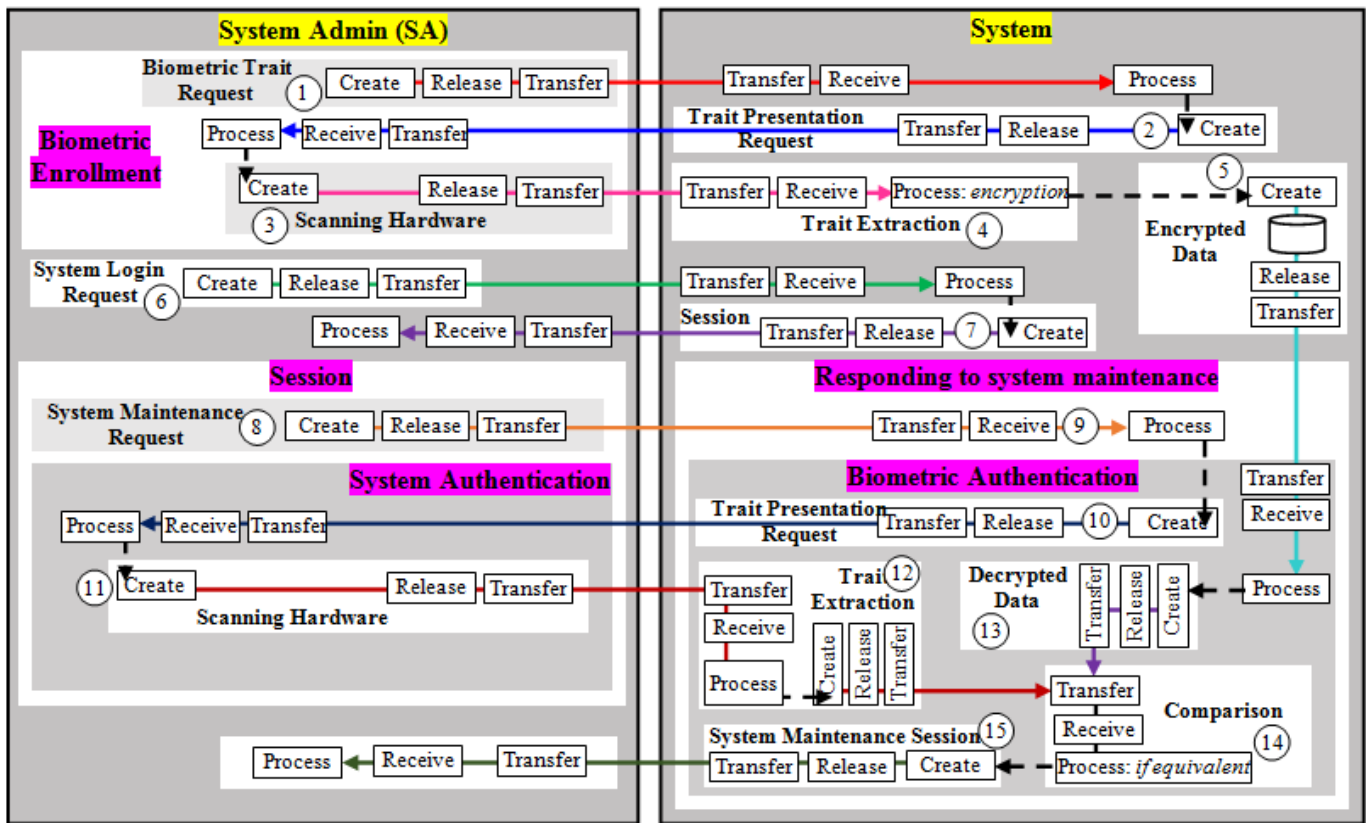 System Admin (SA)
System
Biometric Trait
Request
1
Create
Release
Transfer
Transfer
Receive
Process
Biometric
Enrollment
Process
Receive
Transfer
Trait Presentation
Request
Transfer
Release
2
Create
Create
Release
Transfer
3
Scanning Hardware
Transfer
Receive
Process: encryption
Trait Extraction
4
5
Create
Encrypted
Data
Release
Transfer
System Login
Request
6
Create
Release
Transfer
Transfer
Receive
Process
Process
Receive
Transfer
Session
Transfer
Release
7
Create
Session
Responding to system maintenance
System Maintenance
Request
8
Create
Release
Transfer
Transfer
Receive
9
Process
System Authentication
Biometric Authentication
Transfer
Receive
Process
Process
Receive
Transfer
Trait Presentation
Request
Transfer
Release
10
Create
11
Create
Release
Transfer
Scanning Hardware
Transfer
Receive
Process
Trait
Extraction
12
Create
Release
Transfer
Decrypted
Data
13
Transfer
Release
Create
Transfer
Receive
Process: if equivalent
Comparison
14
System Maintenance Session
15
Transfer
Release
Create
Process
Receive
Transfer